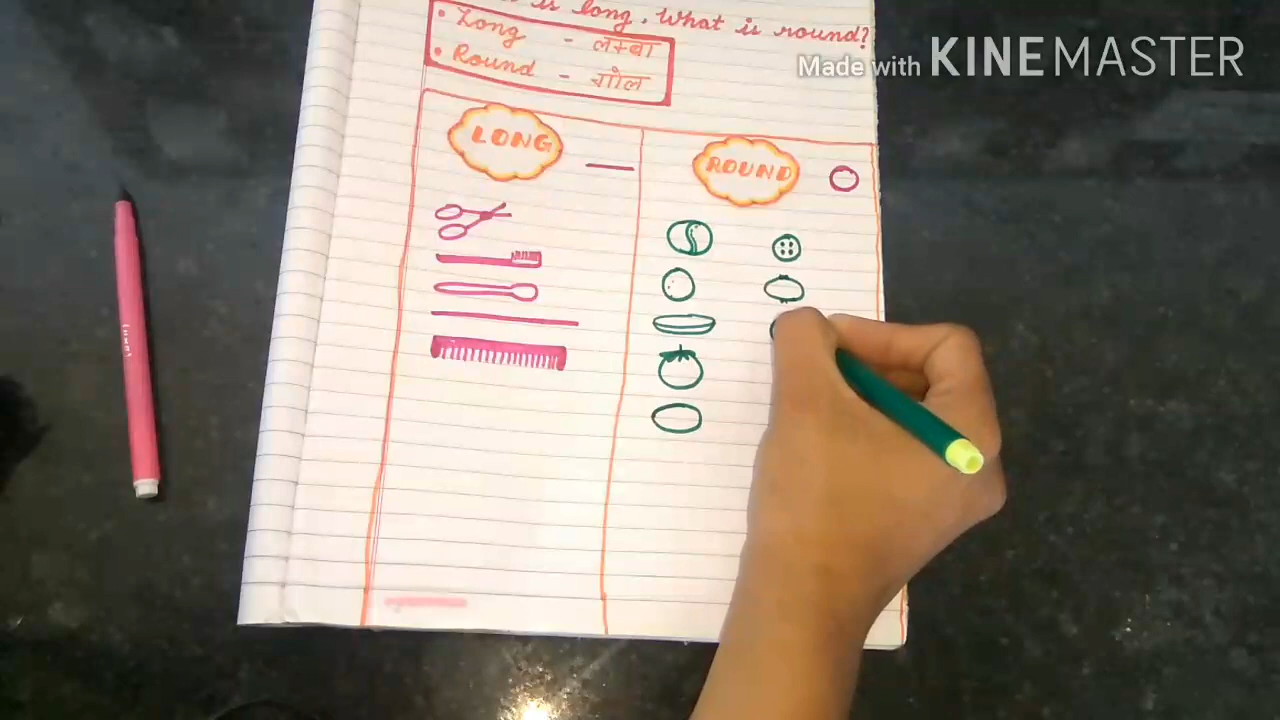 is long. What is round?
Made with KINEMASTER
• Long - लम्बा
• Round - गोल
LONG
ROUND